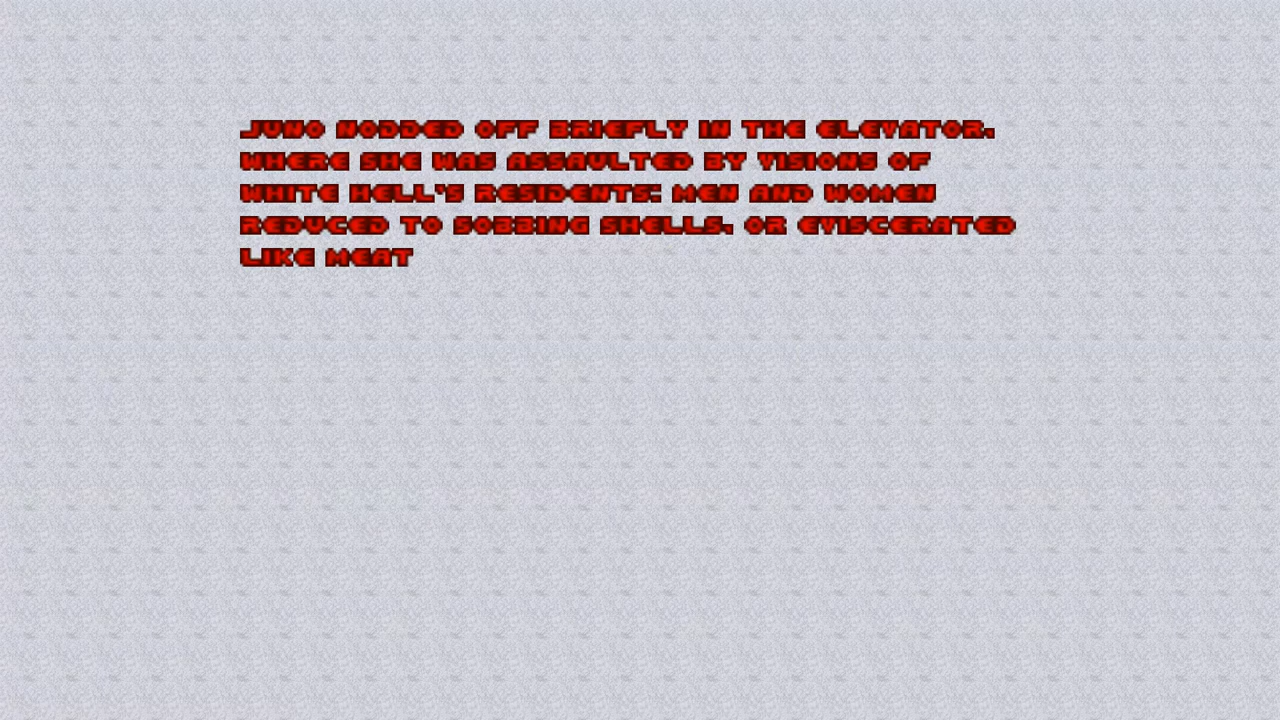 JUNO NODDED OFF BRIEFLY IN THE ELEVATOR,
WHERE SHE WAS ASSAULTED BY VISIONS OF
WHITE HELL'S RESIDENTS: MEN AND WOMEN
REDUCED TO SOBBING SHELLS, OR EVISCERATED
LIKE MEAT